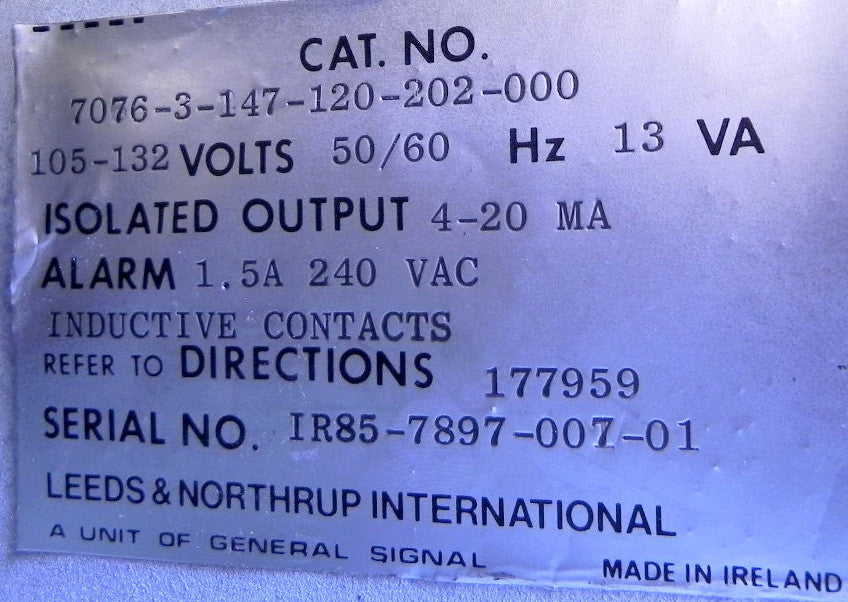 CAT. NO.
7076-3-147-120-202-000
105-132 VOLTS 50/60 Hz 13 VA
ISOLATED OUTPUT 4-20 MA
ALARM 1.5A 240 VAC
INDUCTIVE CONTACTS
REFER TO DIRECTIONS 177959
SERIAL NO. IR85-7897-007-01
LEEDS & NORTHRUP INTERNATIONAL
A UNIT OF GENERAL SIGNAL
MADE IN IRELAND